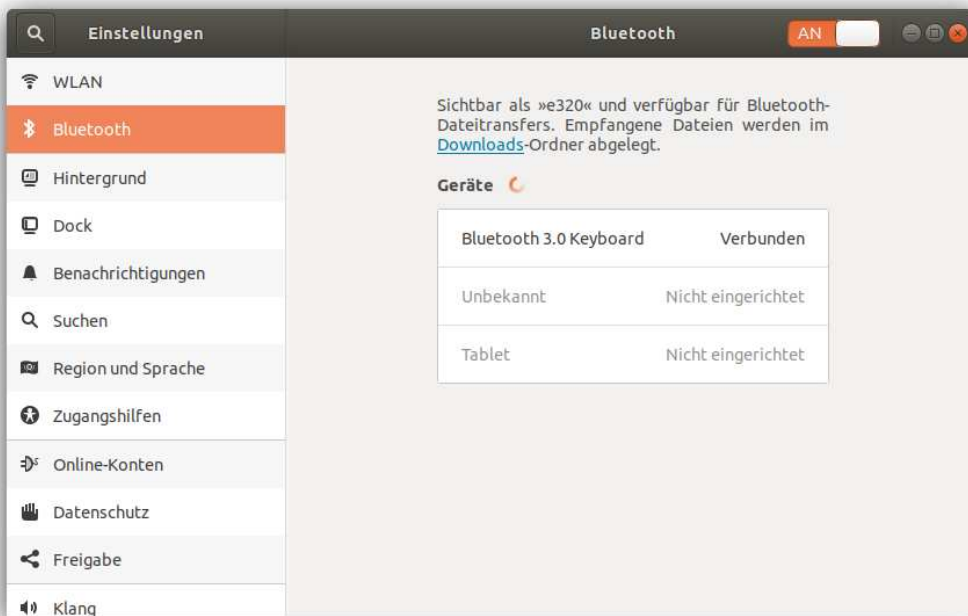 Einstellungen
Bluetooth
AN
WLAN
Bluetooth
Hintergrund
Dock
Benachrichtigungen
Suchen
Region und Sprache
Zugangshilfen
Online-Konten
Datenschutz
Freigabe
Klang
Sichtbar als »e320« und verfügbar für Bluetooth-
Dateitransfers. Empfangene Dateien werden im
Downloads-Ordner abgelegt.
Geräte
Bluetooth 3.0 Keyboard Verbunden
Unbekannt Nicht eingerichtet
Tablet Nicht eingerichtet